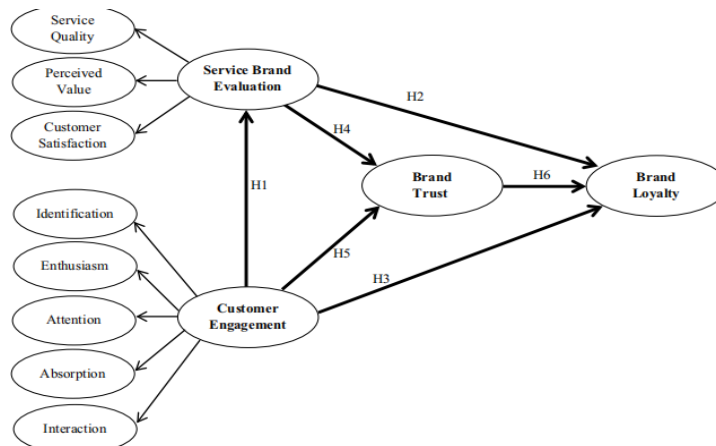 Service
Quality
Perceived
Value
Customer
Satisfaction
Service Brand
Evaluation
H2
H4
Brand
Trust
H6
Brand
Loyalty
H1
H5
H3
Identification
Enthusiasm
Attention
Absorption
Interaction
Customer
Engagement